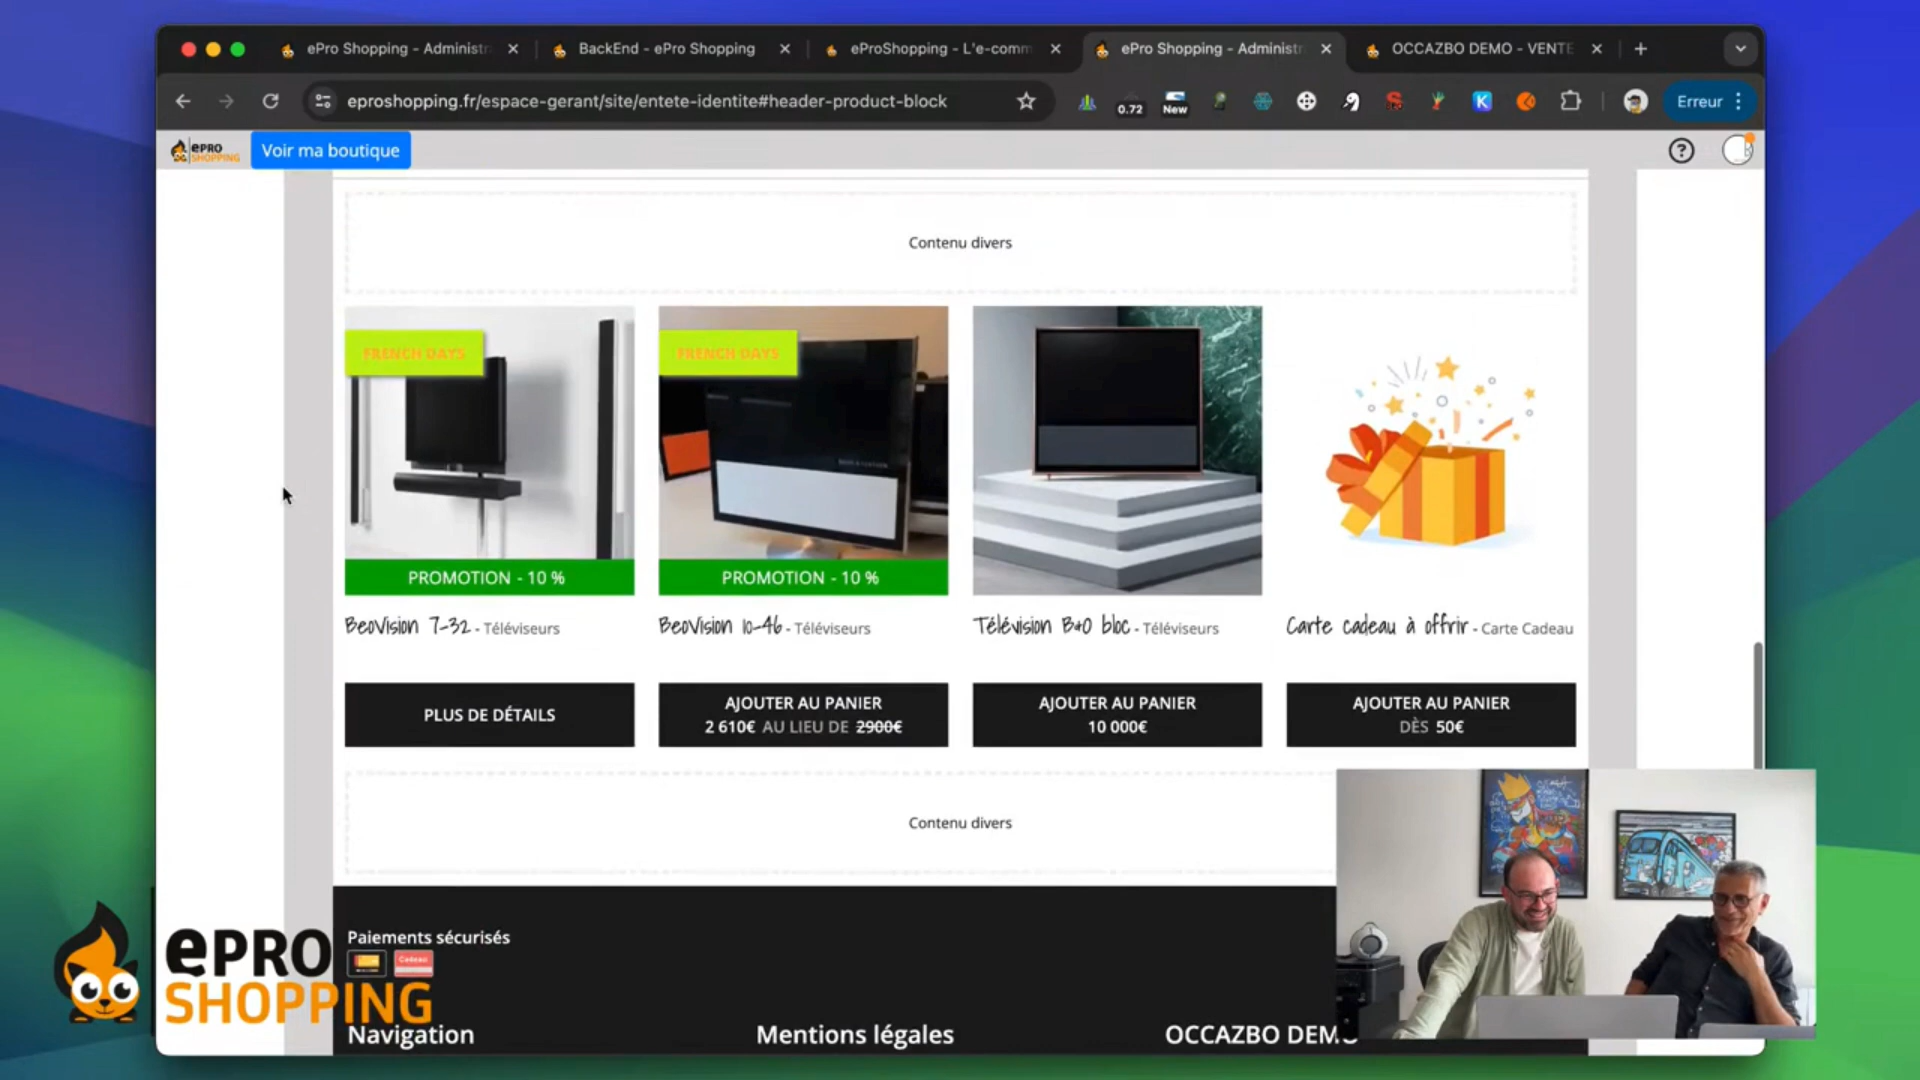 ePro Shopping - Administr
BackEnd - ePro Shopping
eProShopping - L'e-comm
ePro Shopping - Administr
OCCAZBO DEMO - VENTE
eproshopping.fr/espace-gerant/site/entete-identite#header-product-block
0.72
New
K
Erreur
ePRO
SHOPPING
Voir ma boutique
?
Contenu divers
FRENCH DAYS
FRENCH DAYS
PROMOTION - 10 %
PROMOTION - 10 %
BeoVision 7-32 - Téléviseurs
BeoVision 10-46 - Téléviseurs
Télévision B&O bloc - Téléviseurs
Carte cadeau à offrir - Carte Cadeau
PLUS DE DÉTAILS
AJOUTER AU PANIER
2 610€ AU LIEU DE 2900€
AJOUTER AU PANIER
10 000€
AJOUTER AU PANIER
DÈS 50€
Contenu divers
Paiements sécurisés
Cadeau
ePRO
SHOPPING
Navigation
Mentions légales
OCCAZBO DEMO